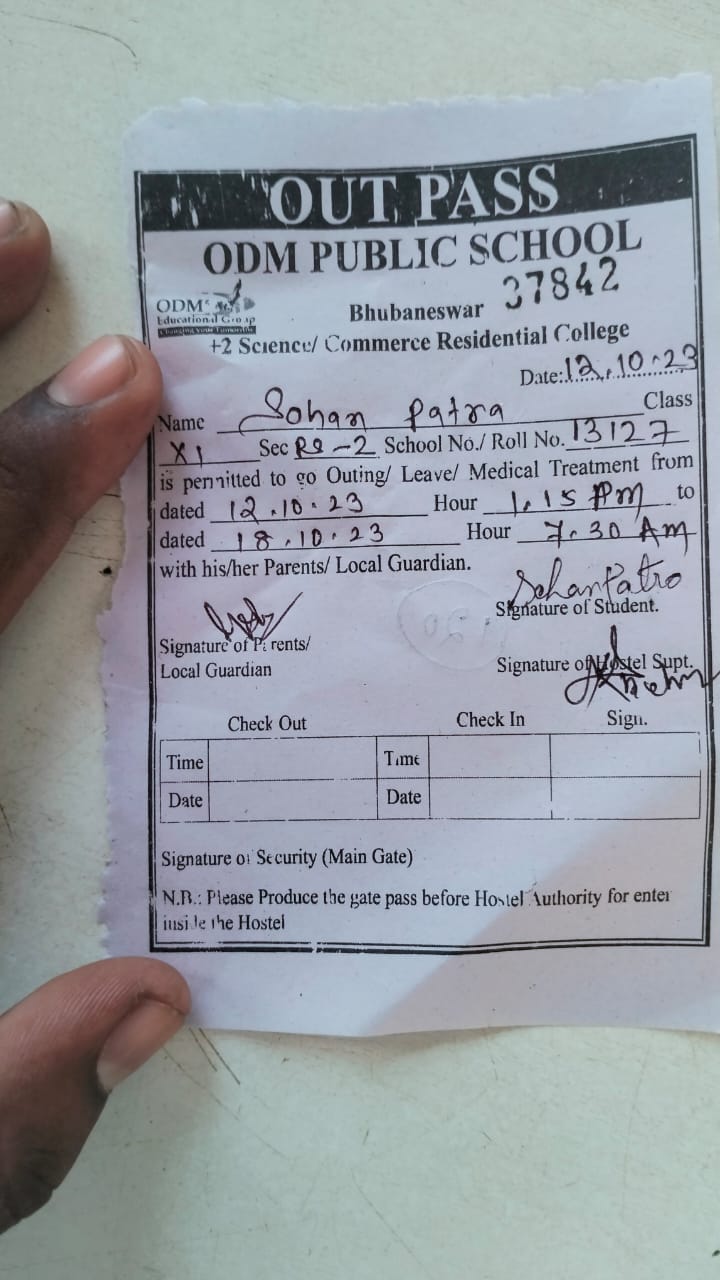 OUT PASS
ODM PUBLIC SCHOOL
ODM
Educational Group
Changing your Tomorrow
Bhubaneswar 37842
+2 Science/ Commerce Residential College
Date: 12.10.23
Name Sohan Patra Class
XI Sec RS-2 School No./ Roll No. 13127
is permitted to go Outing/ Leave/ Medical Treatment from
dated 12.10.23 Hour 1.15 PM to
dated 18.10.23 Hour 7.30 AM
with his/her Parents/ Local Guardian.
Sohan Patro
Signature of Student.
Signature of Parents/
Local Guardian
Signature of Hostel Supt.
Check Out Check In Sign.
Time Time
Date Date
Signature of Security (Main Gate)
N.B.: Please Produce the gate pass before Hostel Authority for enter
inside the Hostel